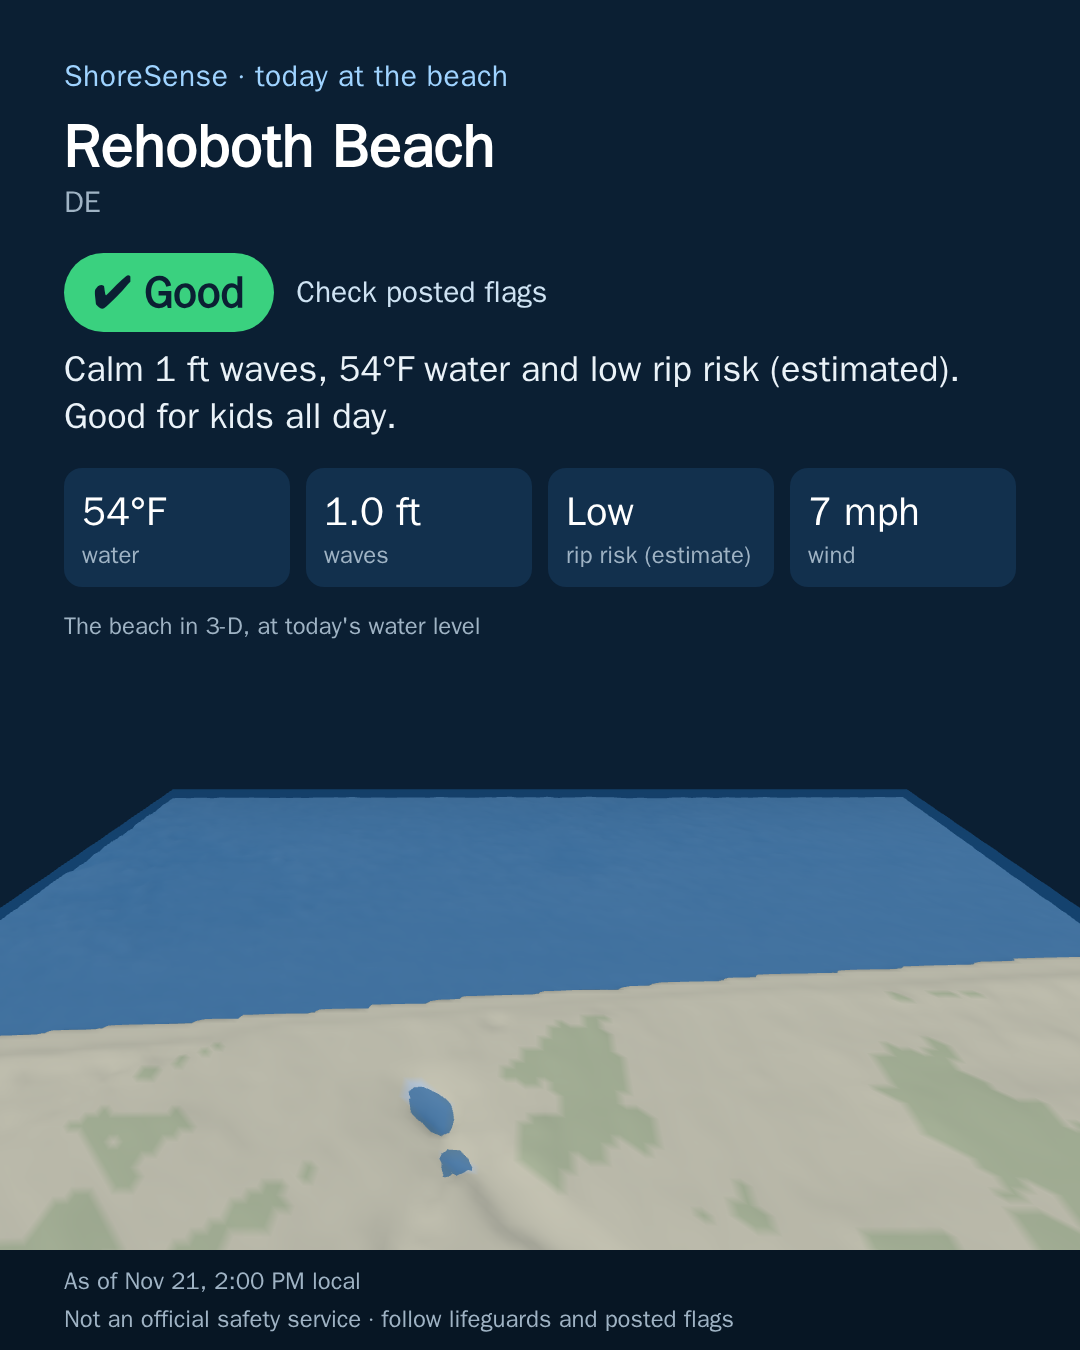 ShoreSense · today at the beach
Rehoboth Beach
DE
✔ Good
Check posted flags
Calm 1 ft waves, 54°F water and low rip risk (estimated).
Good for kids all day.
54°F
water
1.0 ft
waves
Low
rip risk (estimate)
7 mph
wind
The beach in 3-D, at today's water level
As of Nov 21, 2:00 PM local
Not an official safety service · follow lifeguards and posted flags